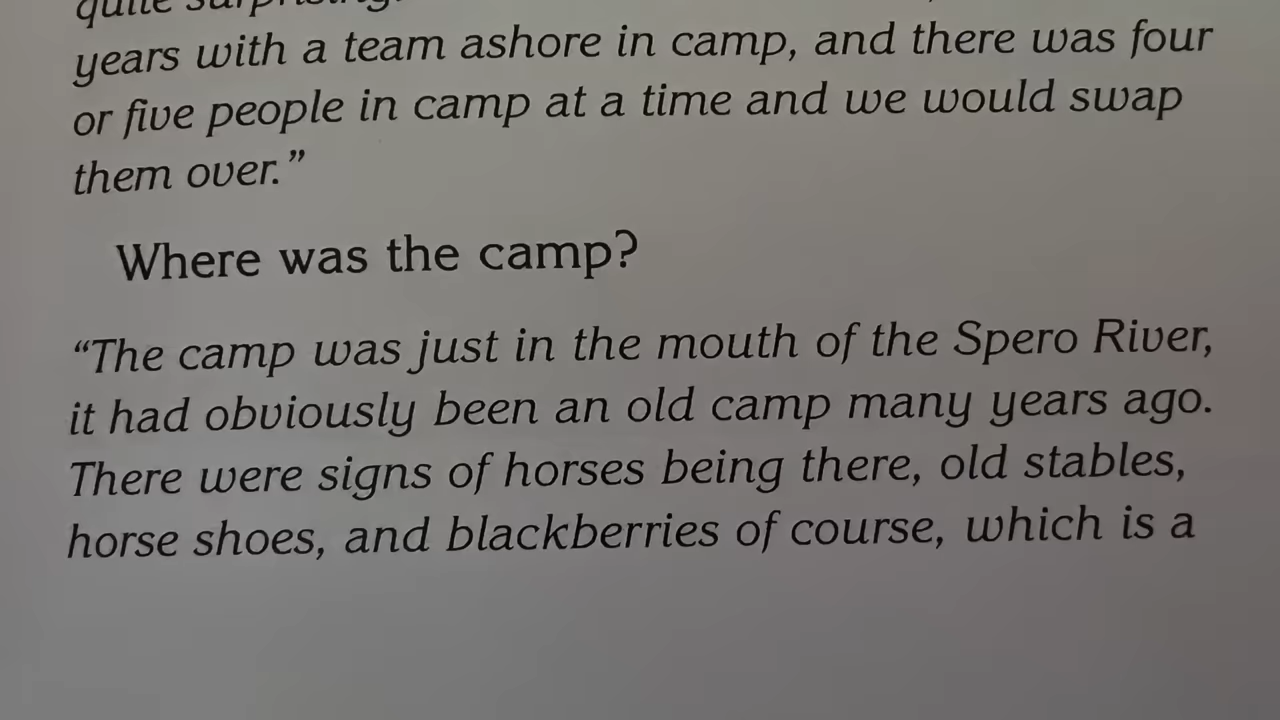 quite surprising.
years with a team ashore in camp, and there was four
or five people in camp at a time and we would swap
them over.”
Where was the camp?
“The camp was just in the mouth of the Spero River,
it had obviously been an old camp many years ago.
There were signs of horses being there, old stables,
horse shoes, and blackberries of course, which is a